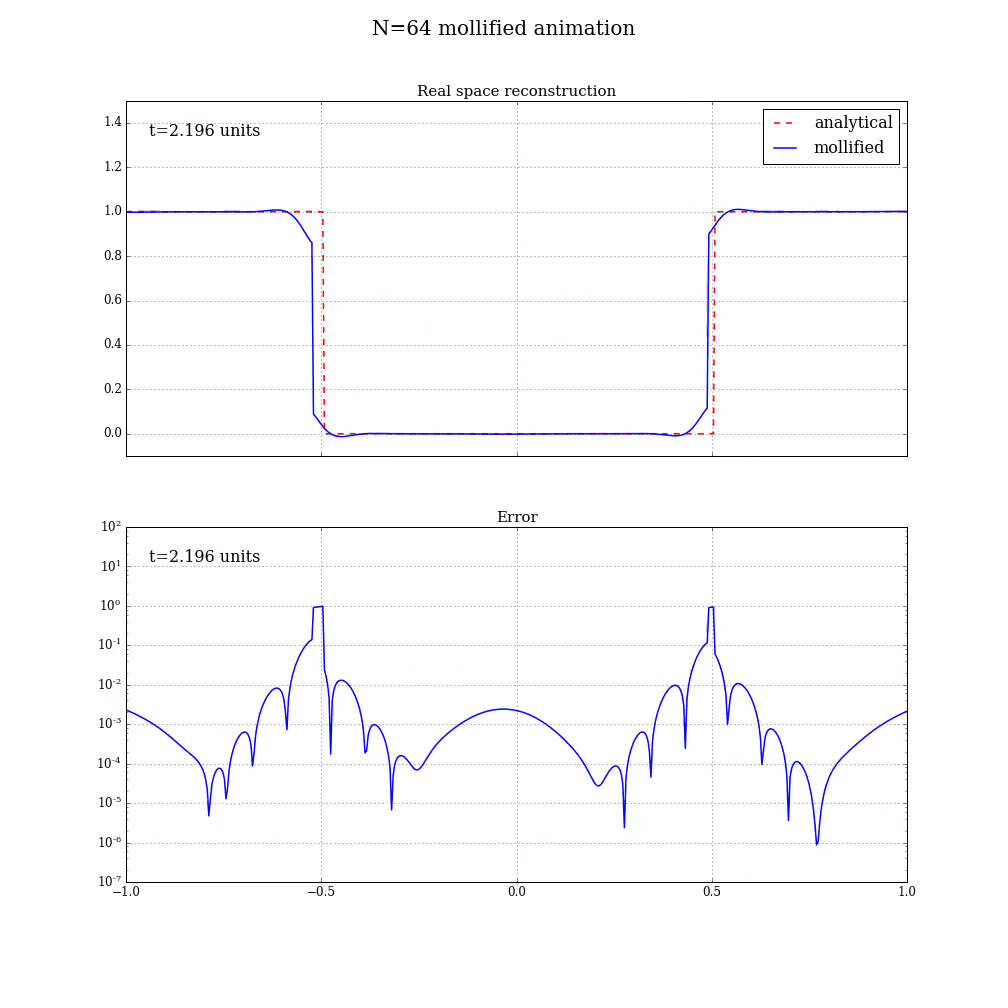 N=64 mollified animation
Real space reconstruction
t=2.196 units
analytical
mollified
1.4
1.2
1.0
0.8
0.6
0.4
0.2
0.0
Error
t=2.196 units
10²
10¹
10⁰
10⁻¹
10⁻²
10⁻³
10⁻⁴
10⁻⁵
10⁻⁶
10⁻⁷
−1.0 −0.5 0.0 0.5 1.0